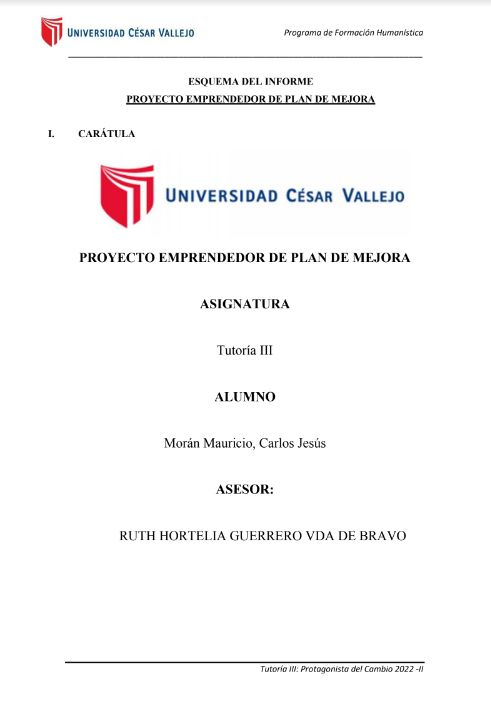 UNIVERSIDAD CÉSAR VALLEJO
Programa de Formación Humanística
ESQUEMA DEL INFORME
PROYECTO EMPRENDEDOR DE PLAN DE MEJORA
I. CARÁTULA
UNIVERSIDAD CÉSAR VALLEJO
PROYECTO EMPRENDEDOR DE PLAN DE MEJORA
ASIGNATURA
Tutoría III
ALUMNO
Morán Mauricio, Carlos Jesús
ASESOR:
RUTH HORTELIA GUERRERO VDA DE BRAVO
Tutoría III: Protagonista del Cambio 2022 -II